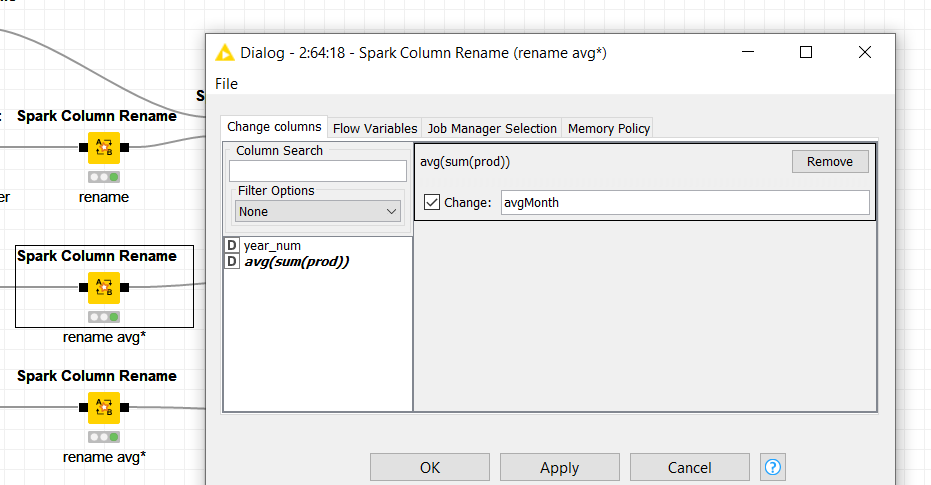 Dialog - 2:64:18 - Spark Column Rename (rename avg*)
File
S
Spark Column Rename
er
rename
Spark Column Rename
rename avg*
Spark Column Rename
rename avg*
Change columns
Flow Variables
Job Manager Selection
Memory Policy
Column Search
Filter Options
None
D year_num
D avg(sum(prod))
avg(sum(prod))
Remove
Change:
avgMonth
OK
Apply
Cancel
?